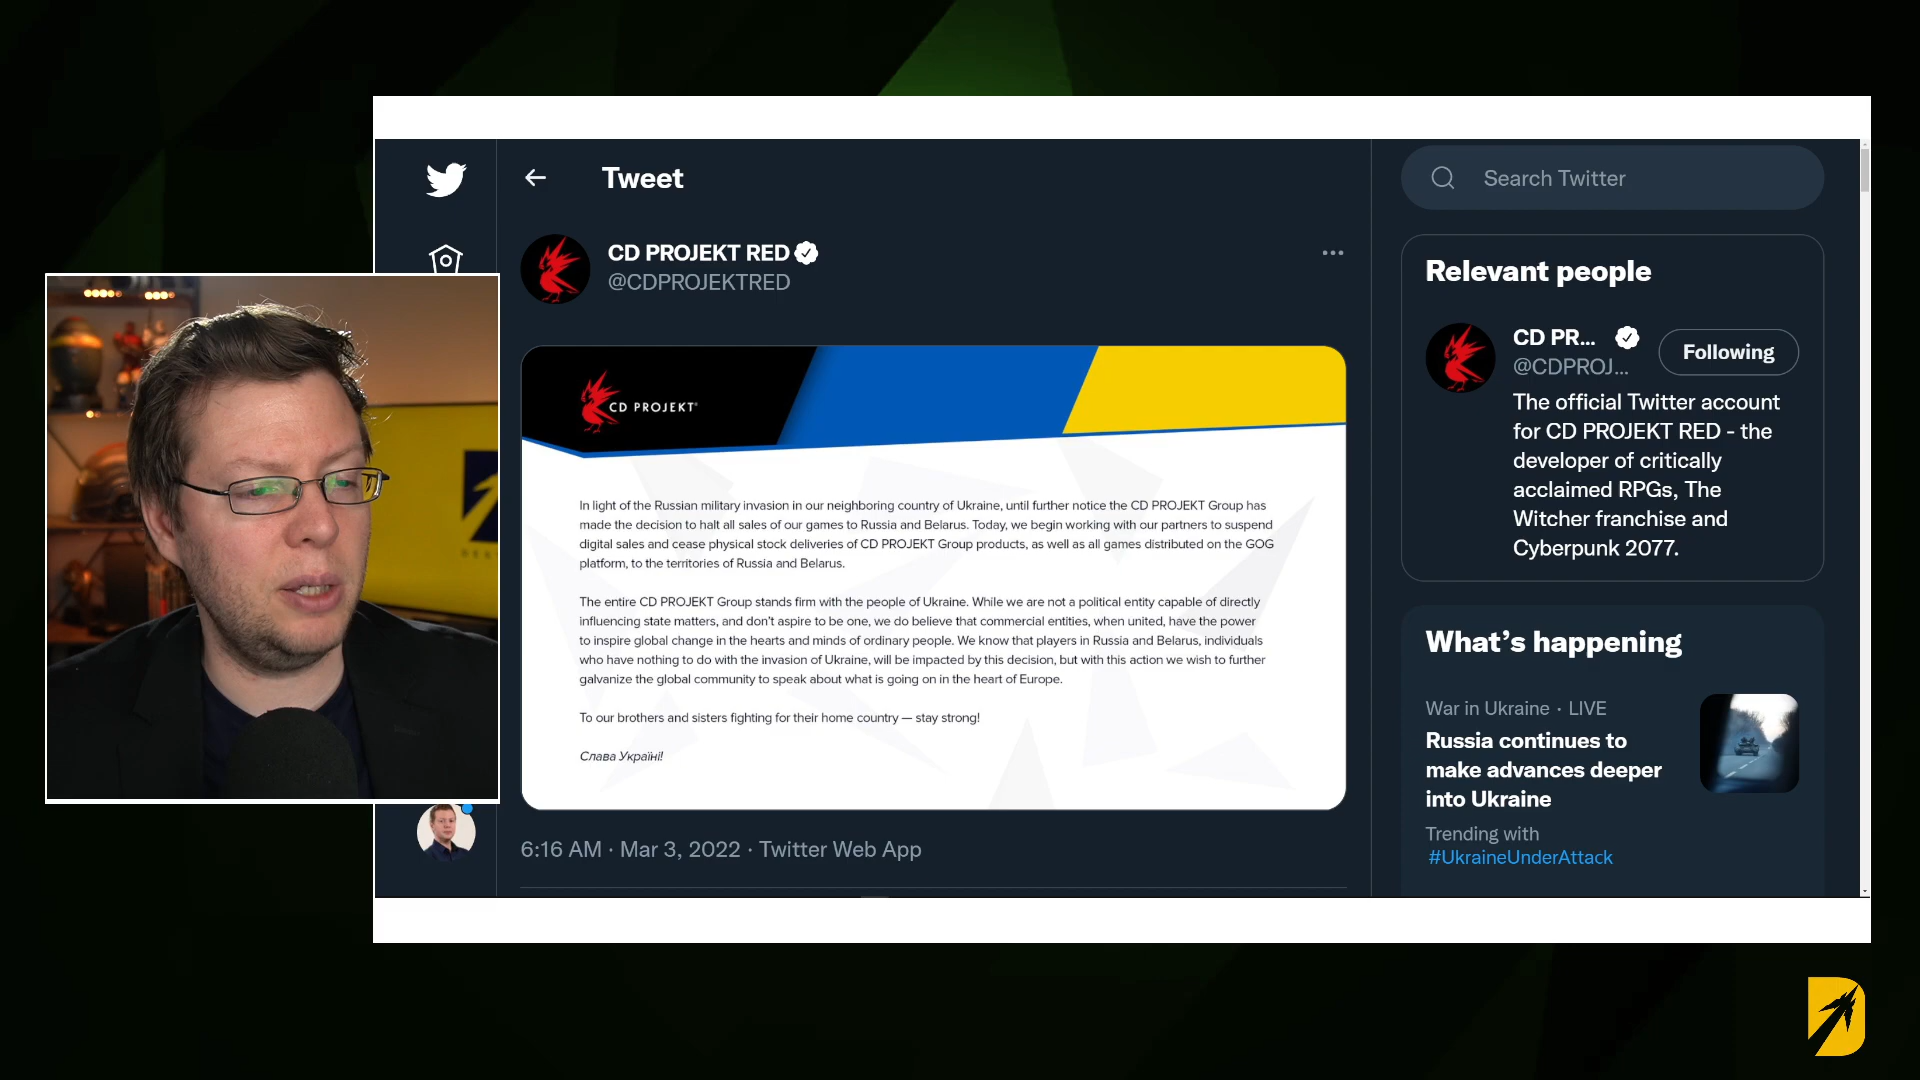 Tweet
Search Twitter
CD PROJEKT RED
@CDPROJEKTRED
CD PROJEKT®
In light of the Russian military invasion in our neighboring country of Ukraine, until further notice the CD PROJEKT Group has
made the decision to halt all sales of our games to Russia and Belarus. Today, we begin working with our partners to suspend
digital sales and cease physical stock deliveries of CD PROJEKT Group products, as well as all games distributed on the GOG
platform, to the territories of Russia and Belarus.
The entire CD PROJEKT Group stands firm with the people of Ukraine. While we are not a political entity capable of directly
influencing state matters, and don't aspire to be one, we do believe that commercial entities, when united, have the power
to inspire global change in the hearts and minds of ordinary people. We know that players in Russia and Belarus, individuals
who have nothing to do with the invasion of Ukraine, will be impacted by this decision, but with this action we wish to further
galvanize the global community to speak about what is going on in the heart of Europe.
To our brothers and sisters fighting for their home country — stay strong!
Слава Україні!
6:16 AM · Mar 3, 2022 · Twitter Web App
Relevant people
CD PR...
@CDPROJ...
Following
The official Twitter account
for CD PROJEKT RED - the
developer of critically
acclaimed RPGs, The
Witcher franchise and
Cyberpunk 2077.
What's happening
War in Ukraine · LIVE
Russia continues to
make advances deeper
into Ukraine
Trending with
#UkraineUnderAttack